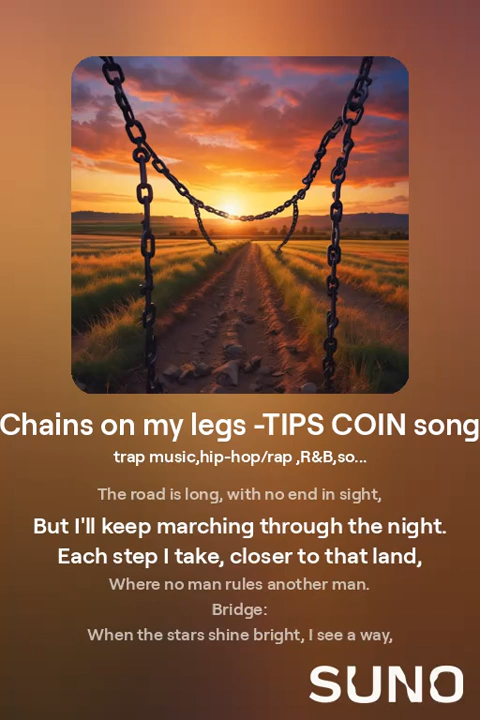 Chains on my legs -TIPS COIN song
trap music,hip-hop/rap ,R&B,so...
The road is long, with no end in sight,
But I'll keep marching through the night.
Each step I take, closer to that land,
Where no man rules another man.
Bridge:
When the stars shine bright, I see a way,
SUNO